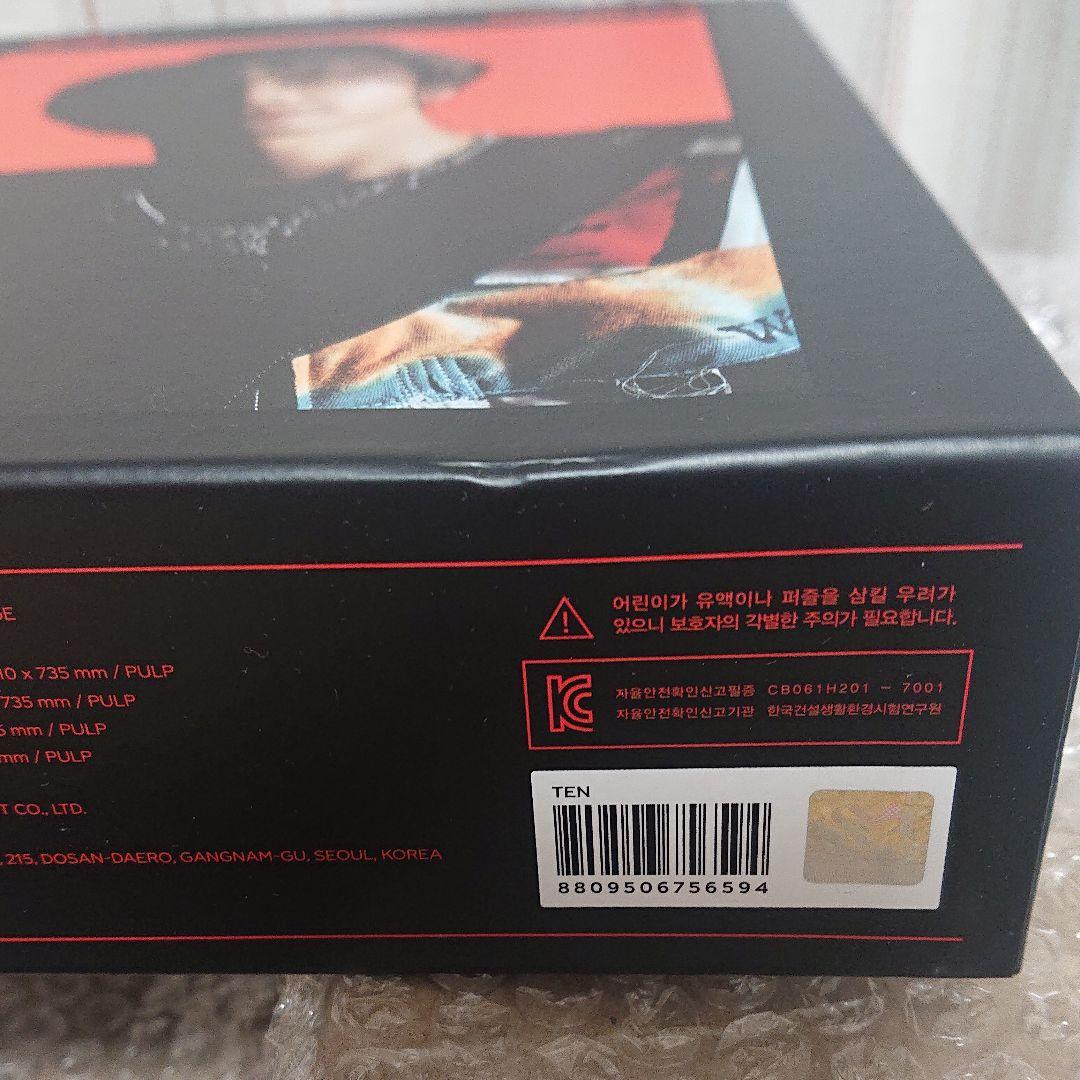 W
GE
10 x 735 mm / PULP
735 mm / PULP
5 mm / PULP
mm / PULP
T CO., LTD.
215, DOSAN-DAERO, GANGNAM-GU, SEOUL, KOREA
어린이가 유액이나 퍼즐을 삼킬 우려가
있으니 보호자의 각별한 주의가 필요합니다.
자율안전확인신고필증 CB061H201 - 7001
자율안전확인신고기관 한국건설생활환경시험연구원
TEN
8809506756594